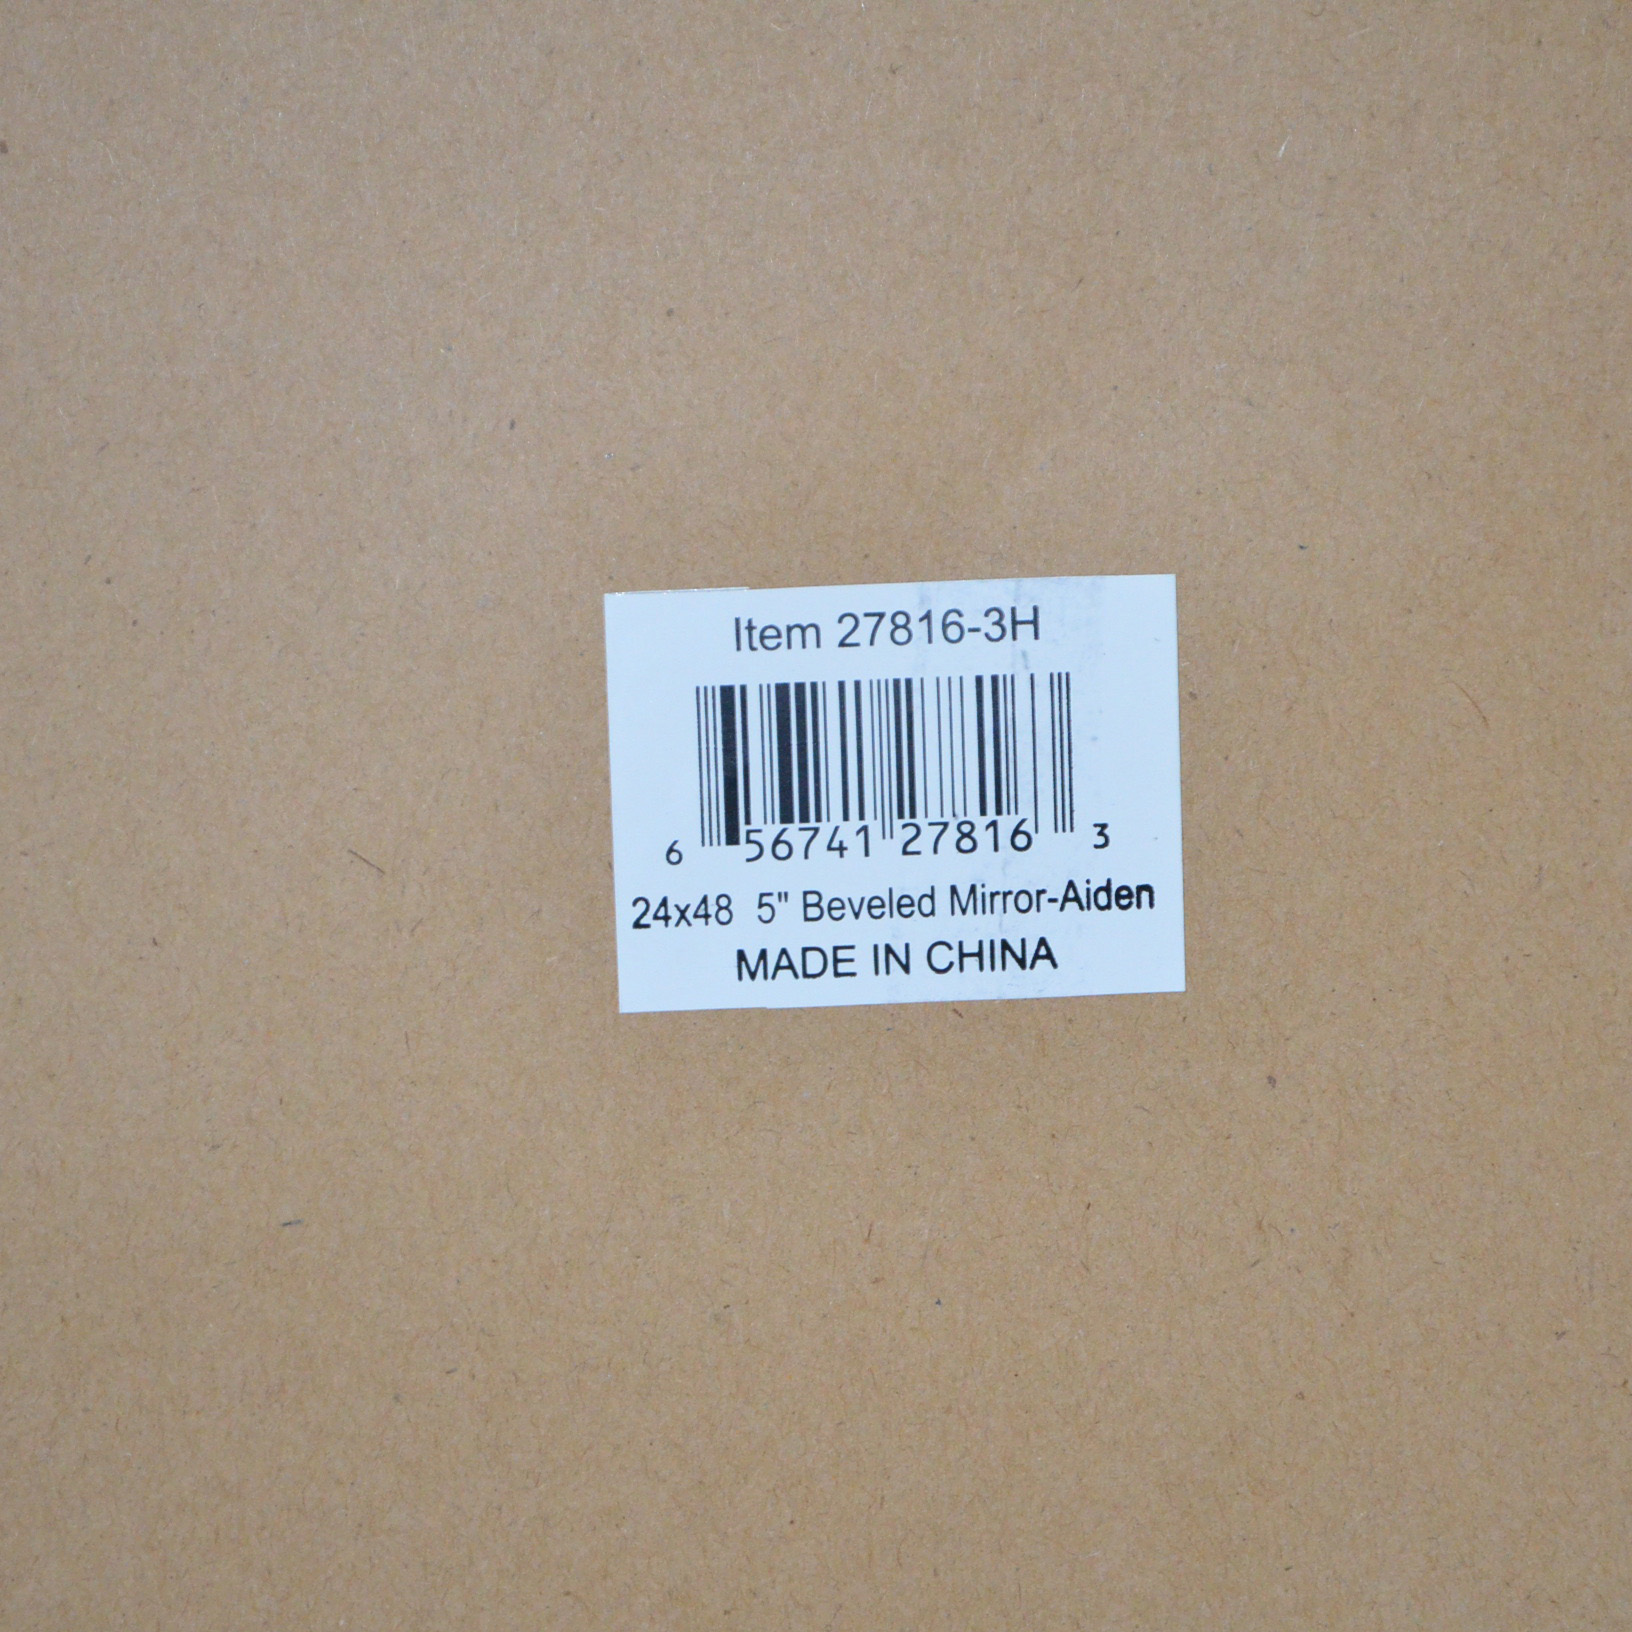 Item 27816-3H
6 56741 27816 3
24x48 5" Beveled Mirror-Aiden
MADE IN CHINA